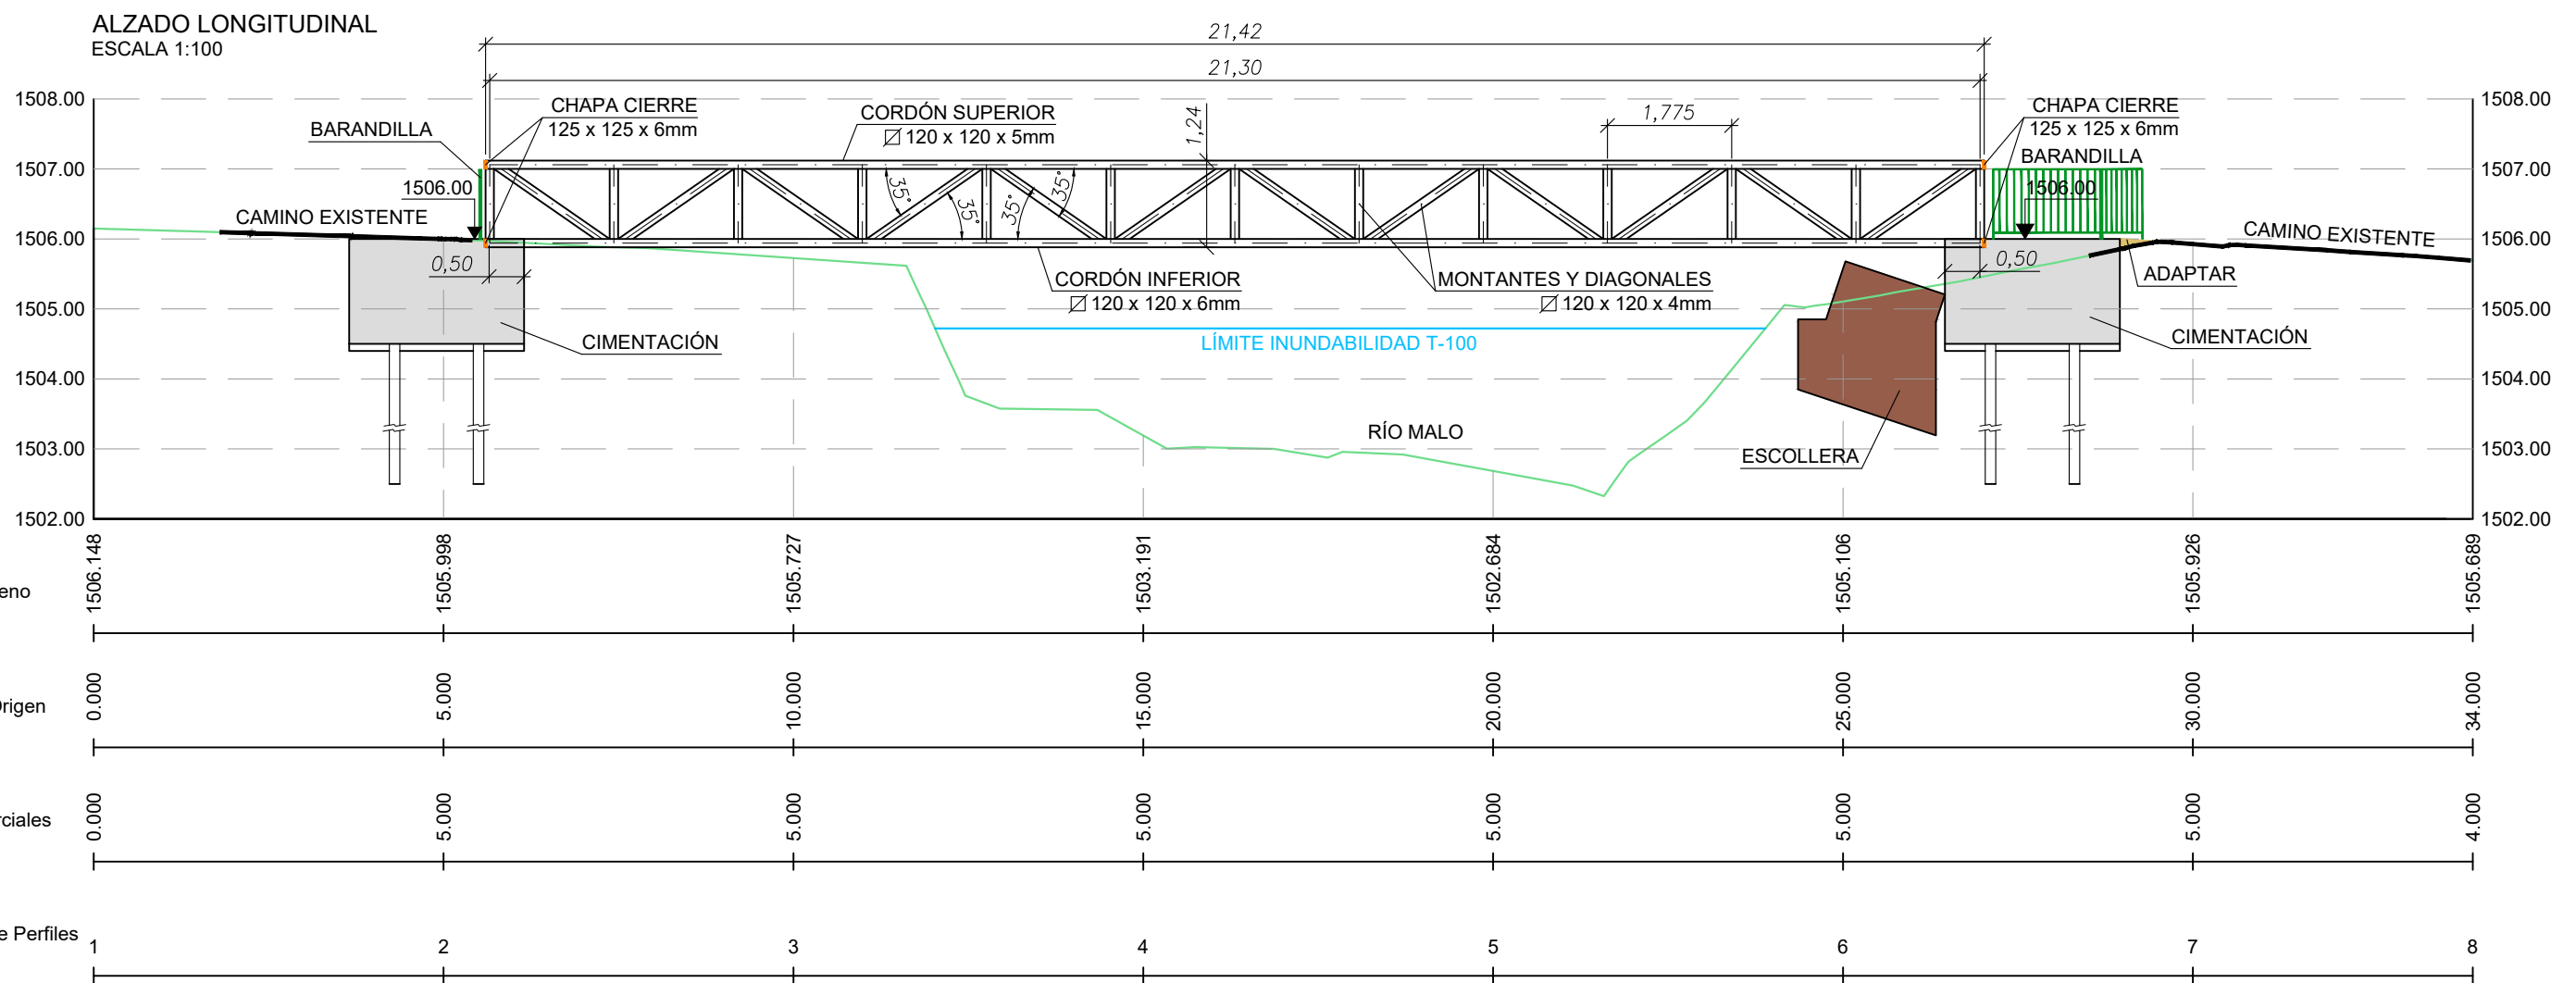 ALZADO LONGITUDINAL
ESCALA 1:100
21,42
21,30
1508.00
1508.00
CHAPA CIERRE
125 x 125 x 6mm
BARANDILLA
CORDÓN SUPERIOR
120 x 120 x 5mm
1,24
1,775
CHAPA CIERRE
125 x 125 x 6mm
BARANDILLA
1507.00
1507.00
1506.00
35°
35°
35°
35°
1506.00
CAMINO EXISTENTE
CAMINO EXISTENTE
1506.00
1506.00
0,50
0,50
CORDÓN INFERIOR
120 x 120 x 6mm
MONTANTES Y DIAGONALES
120 x 120 x 4mm
ADAPTAR
1505.00
1505.00
CIMENTACIÓN
LÍMITE INUNDABILIDAD T-100
CIMENTACIÓN
1504.00
1504.00
RÍO MALO
1503.00
1503.00
ESCOLLERA
1502.00
1502.00
eno
1506.148
1505.998
1505.727
1503.191
1502.684
1505.106
1505.926
1505.689
Origen
0.000
5.000
10.000
15.000
20.000
25.000
30.000
34.000
rciales
0.000
5.000
5.000
5.000
5.000
5.000
5.000
4.000
e Perfiles
1
2
3
4
5
6
7
8